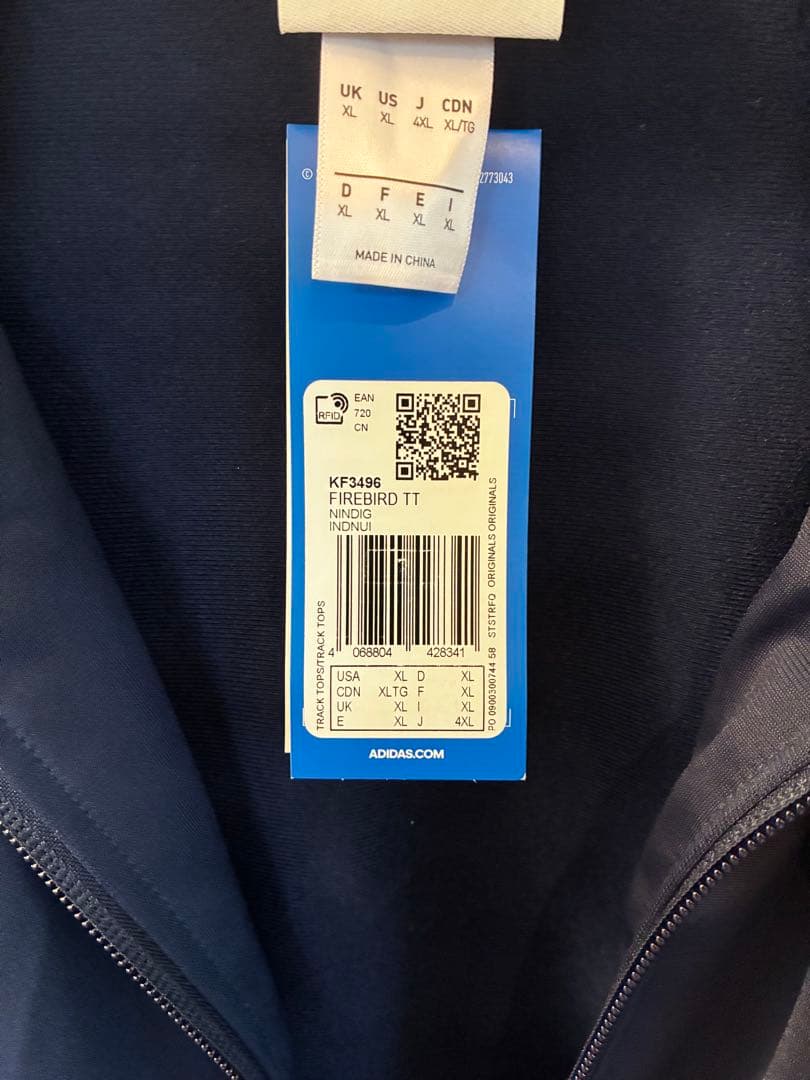 UK US J CDN
XL XL 4XL XL/TG
© 2773043
D F E I
XL XL XL XL
MADE IN CHINA
RFID
EAN
720
CN
KF3496
FIREBIRD TT
NINDIG
INDNUI
4 068804 428341
TRACK TOPS/TRACK TOPS
PO 0900300744 58 STSTRFQ ORIGINALS ORIGINALS
USA XL D XL
CDN XLTG F XL
UK XL I XL
E XL J 4XL
ADIDAS.COM